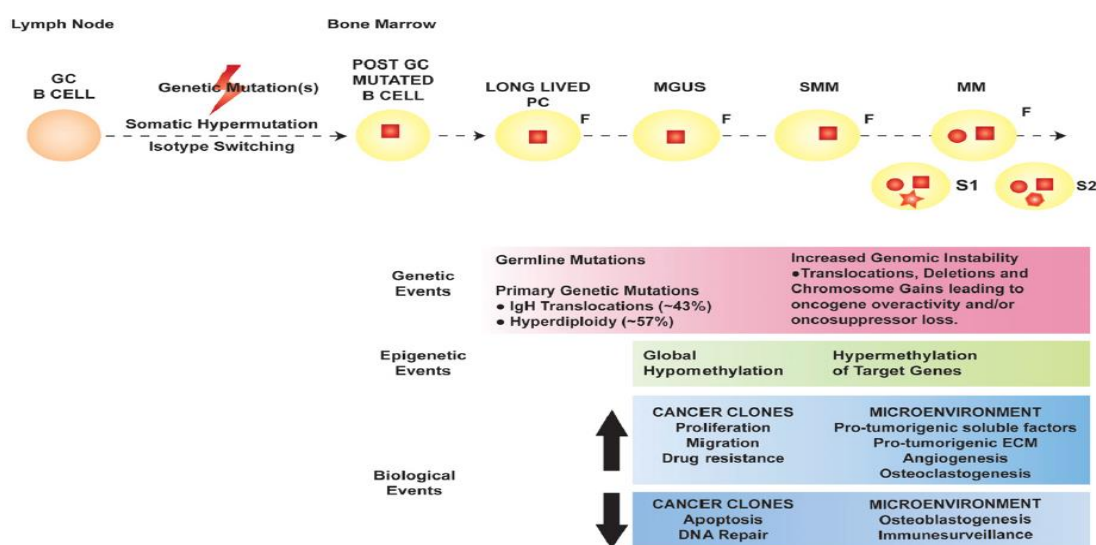 Lymph Node
Bone Marrow
GC
B CELL
Genetic Mutation(s)
Somatic Hypermutation
Isotype Switching
POST GC
MUTATED
B CELL
LONG LIVED
PC
F
MGUS
F
SMM
F
MM
F
S1
S2
Genetic
Events
Germline Mutations
Primary Genetic Mutations
● IgH Translocations (~43%)
● Hyperdiploidy (~57%)
Increased Genomic Instability
●Translocations, Deletions and
Chromosome Gains leading to
oncogene overactivity and/or
oncosuppressor loss.
Epigenetic
Events
Global
Hypomethylation
Hypermethylation
of Target Genes
Biological
Events
CANCER CLONES
Proliferation
Migration
Drug resistance
MICROENVIRONMENT
Pro-tumorigenic soluble factors
Pro-tumorigenic ECM
Angiogenesis
Osteoclastogenesis
CANCER CLONES
Apoptosis
DNA Repair
MICROENVIRONMENT
Osteoblastogenesis
Immunesurveillance